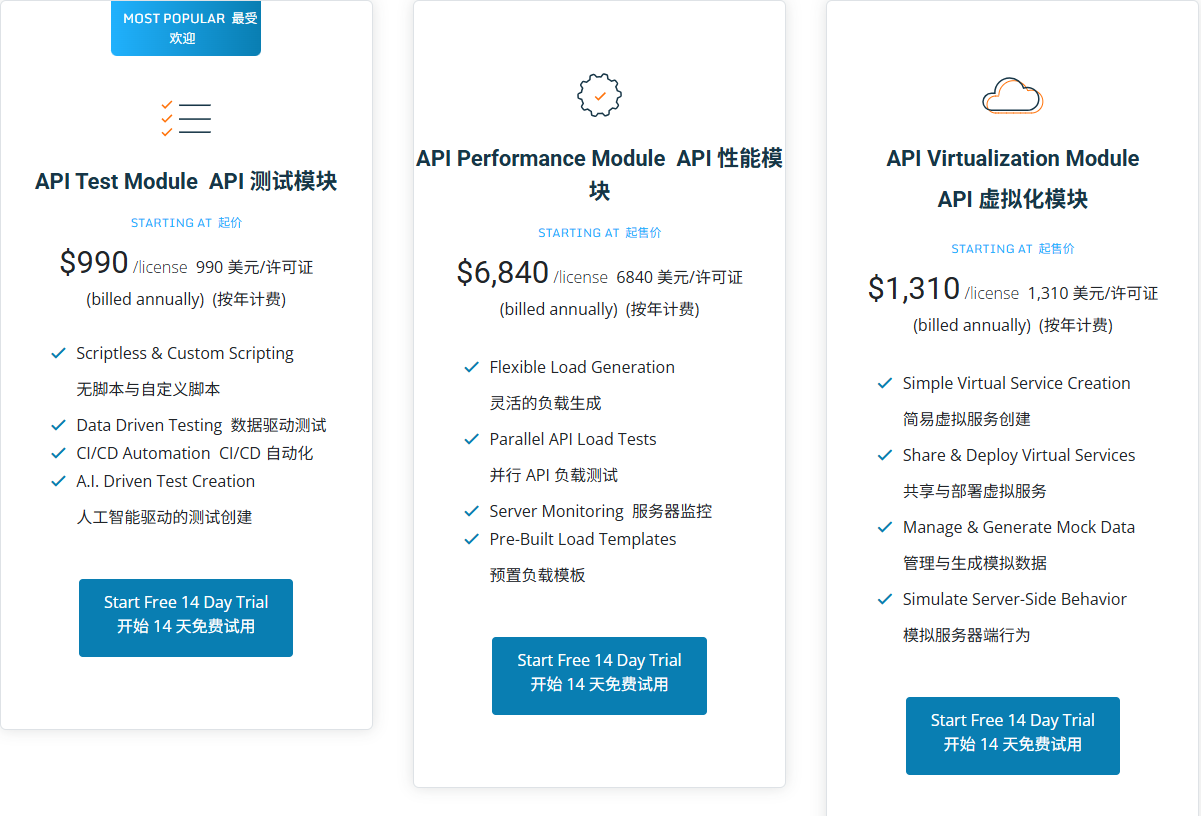 MOST POPULAR 最受
欢迎
API Test Module API 测试模块
STARTING AT 起价
$990 /license 990 美元/许可证
(billed annually) (按年计费)
Scriptless & Custom Scripting
无脚本与自定义脚本
Data Driven Testing 数据驱动测试
CI/CD Automation CI/CD 自动化
A.I. Driven Test Creation
人工智能驱动的测试创建
Start Free 14 Day Trial
开始 14 天免费试用
API Performance Module API 性能模
块
STARTING AT 起售价
$6,840 /license 6840 美元/许可证
(billed annually) (按年计费)
Flexible Load Generation
灵活的负载生成
Parallel API Load Tests
并行 API 负载测试
Server Monitoring 服务器监控
Pre-Built Load Templates
预置负载模板
Start Free 14 Day Trial
开始 14 天免费试用
API Virtualization Module
API 虚拟化模块
STARTING AT 起售价
$1,310 /license 1,310 美元/许可证
(billed annually) (按年计费)
Simple Virtual Service Creation
简易虚拟服务创建
Share & Deploy Virtual Services
共享与部署虚拟服务
Manage & Generate Mock Data
管理与生成模拟数据
Simulate Server-Side Behavior
模拟服务器端行为
Start Free 14 Day Trial
开始 14 天免费试用